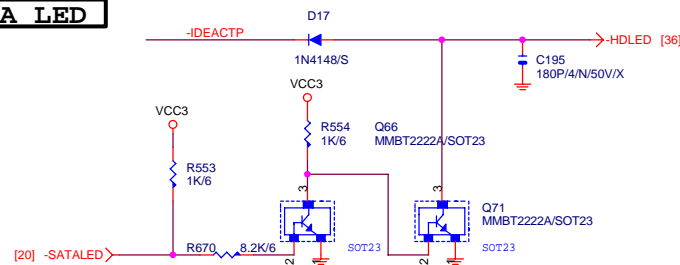 A LED
D17
-IDEACTP
-HDLED [36]
1N4148/S
C195
180P/4/N/50V/X
VCC3
VCC3
R554
1K/6
Q66
MMBT2222A/SOT23
R553
1K/6
3
3
Q71
MMBT2222A/SOT23
[20] -SATALED
R670
8.2K/6
SOT23
SOT23
2
1
2
1